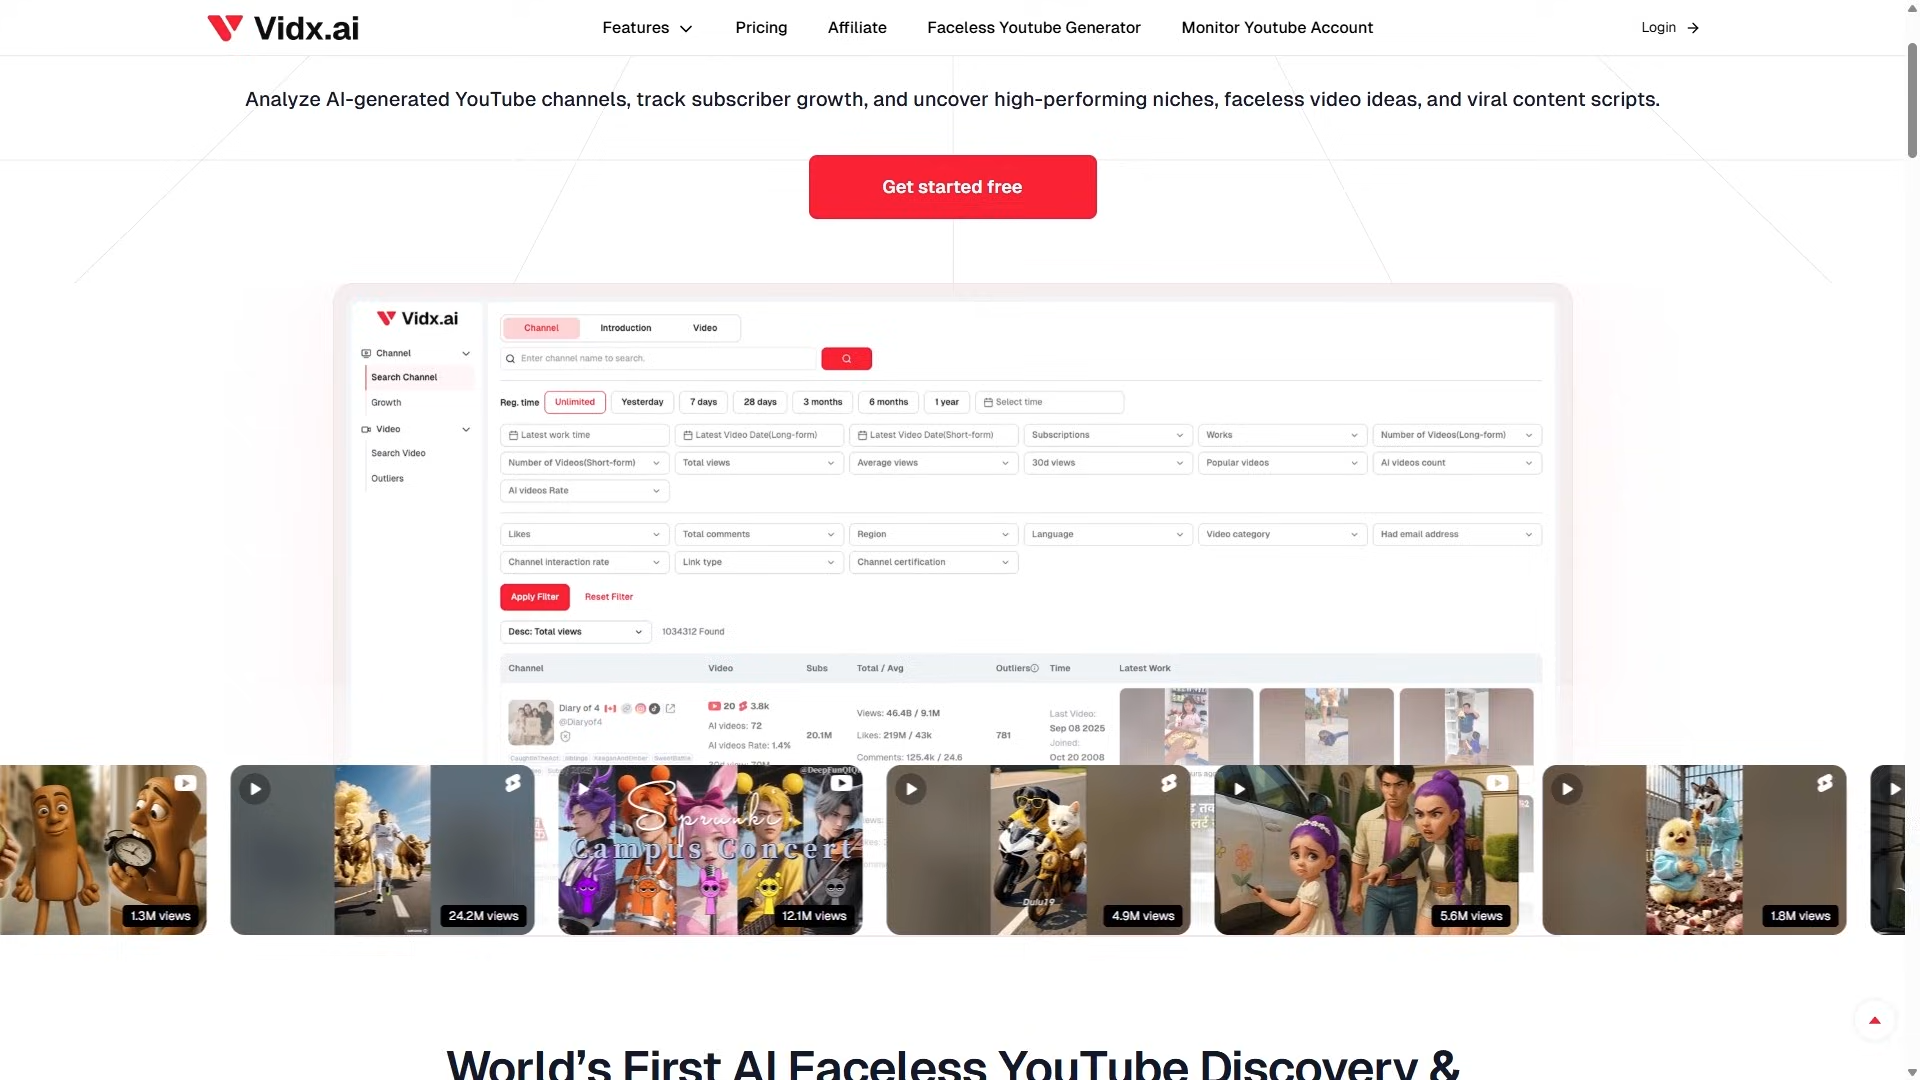 Vidx.ai
Features
Pricing
Affiliate
Faceless Youtube Generator
Monitor Youtube Account
Login
Analyze AI-generated YouTube channels, track subscriber growth, and uncover high-performing niches, faceless video ideas, and viral content scripts.
Get started free
Vidx.ai
Channel
Search Channel
Growth
Video
Search Video
Outliers
Channel Introduction Video
Enter channel name to search.
Reg. time Unlimited Yesterday 7 days 28 days 3 months 6 months 1 year Select time
Latest work time Latest Video Date(Long-form) Latest Video Date(Short-form) Subscriptions Works Number of Videos(Long-form)
Number of Videos(Short-form) Total views Average views 30d views Popular videos AI videos count
AI videos Rate
Likes Total comments Region Language Video category Had email address
Channel interaction rate Link type Channel certification
Apply Filter Reset Filter
Desc: Total views 1034312 Found
Channel Video Subs Total / Avg Outliers Time Latest Work
Diary of 4
@Diaryof4
20 3.8k
AI videos: 72
AI videos Rate: 1.4%
20.1M
Views: 46.4B / 9.1M
Likes: 219M / 43k
Comments: 125.4k / 24.6
781
Last Video:
Sep 08 2025
Joined:
Oct 20 2008
1.3M views
24.2M views
Sprunki
Campus Concert
12.1M views
Dulu19
4.9M views
5.6M views
1.8M views
World's First AI Faceless YouTube Discovery &